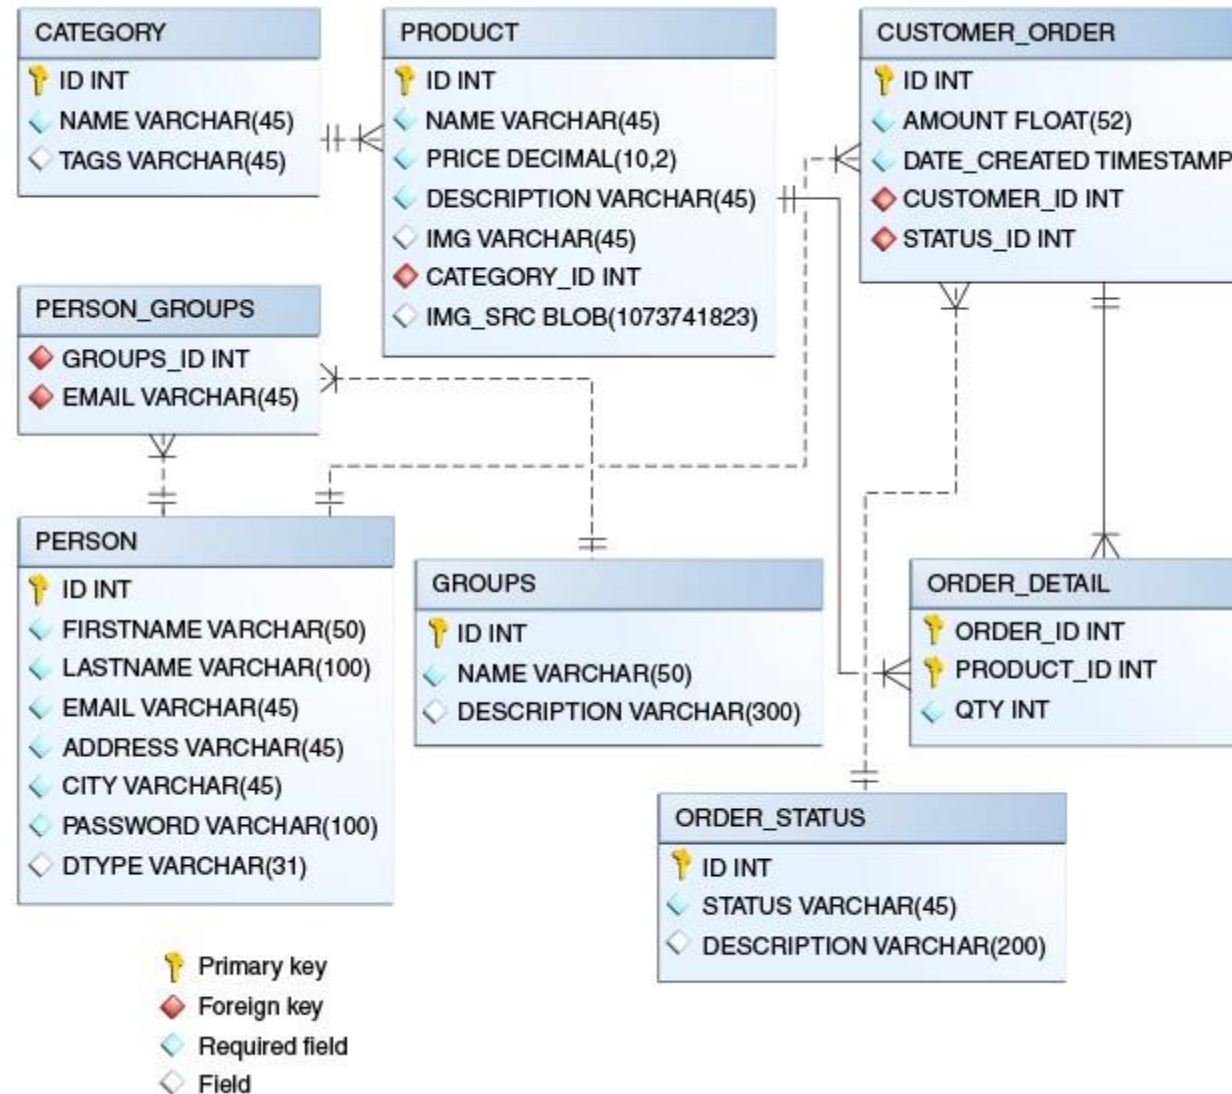 CATEGORY
ID INT
NAME VARCHAR(45)
TAGS VARCHAR(45)
PRODUCT
ID INT
NAME VARCHAR(45)
PRICE DECIMAL(10,2)
DESCRIPTION VARCHAR(45)
IMG VARCHAR(45)
CATEGORY_ID INT
IMG_SRC BLOB(1073741823)
CUSTOMER_ORDER
ID INT
AMOUNT FLOAT(52)
DATE_CREATED TIMESTAMP
CUSTOMER_ID INT
STATUS_ID INT
PERSON_GROUPS
GROUPS_ID INT
EMAIL VARCHAR(45)
PERSON
ID INT
FIRSTNAME VARCHAR(50)
LASTNAME VARCHAR(100)
EMAIL VARCHAR(45)
ADDRESS VARCHAR(45)
CITY VARCHAR(45)
PASSWORD VARCHAR(100)
DTYPE VARCHAR(31)
GROUPS
ID INT
NAME VARCHAR(50)
DESCRIPTION VARCHAR(300)
ORDER_DETAIL
ORDER_ID INT
PRODUCT_ID INT
QTY INT
ORDER_STATUS
ID INT
STATUS VARCHAR(45)
DESCRIPTION VARCHAR(200)
Primary key
Foreign key
Required field
Field